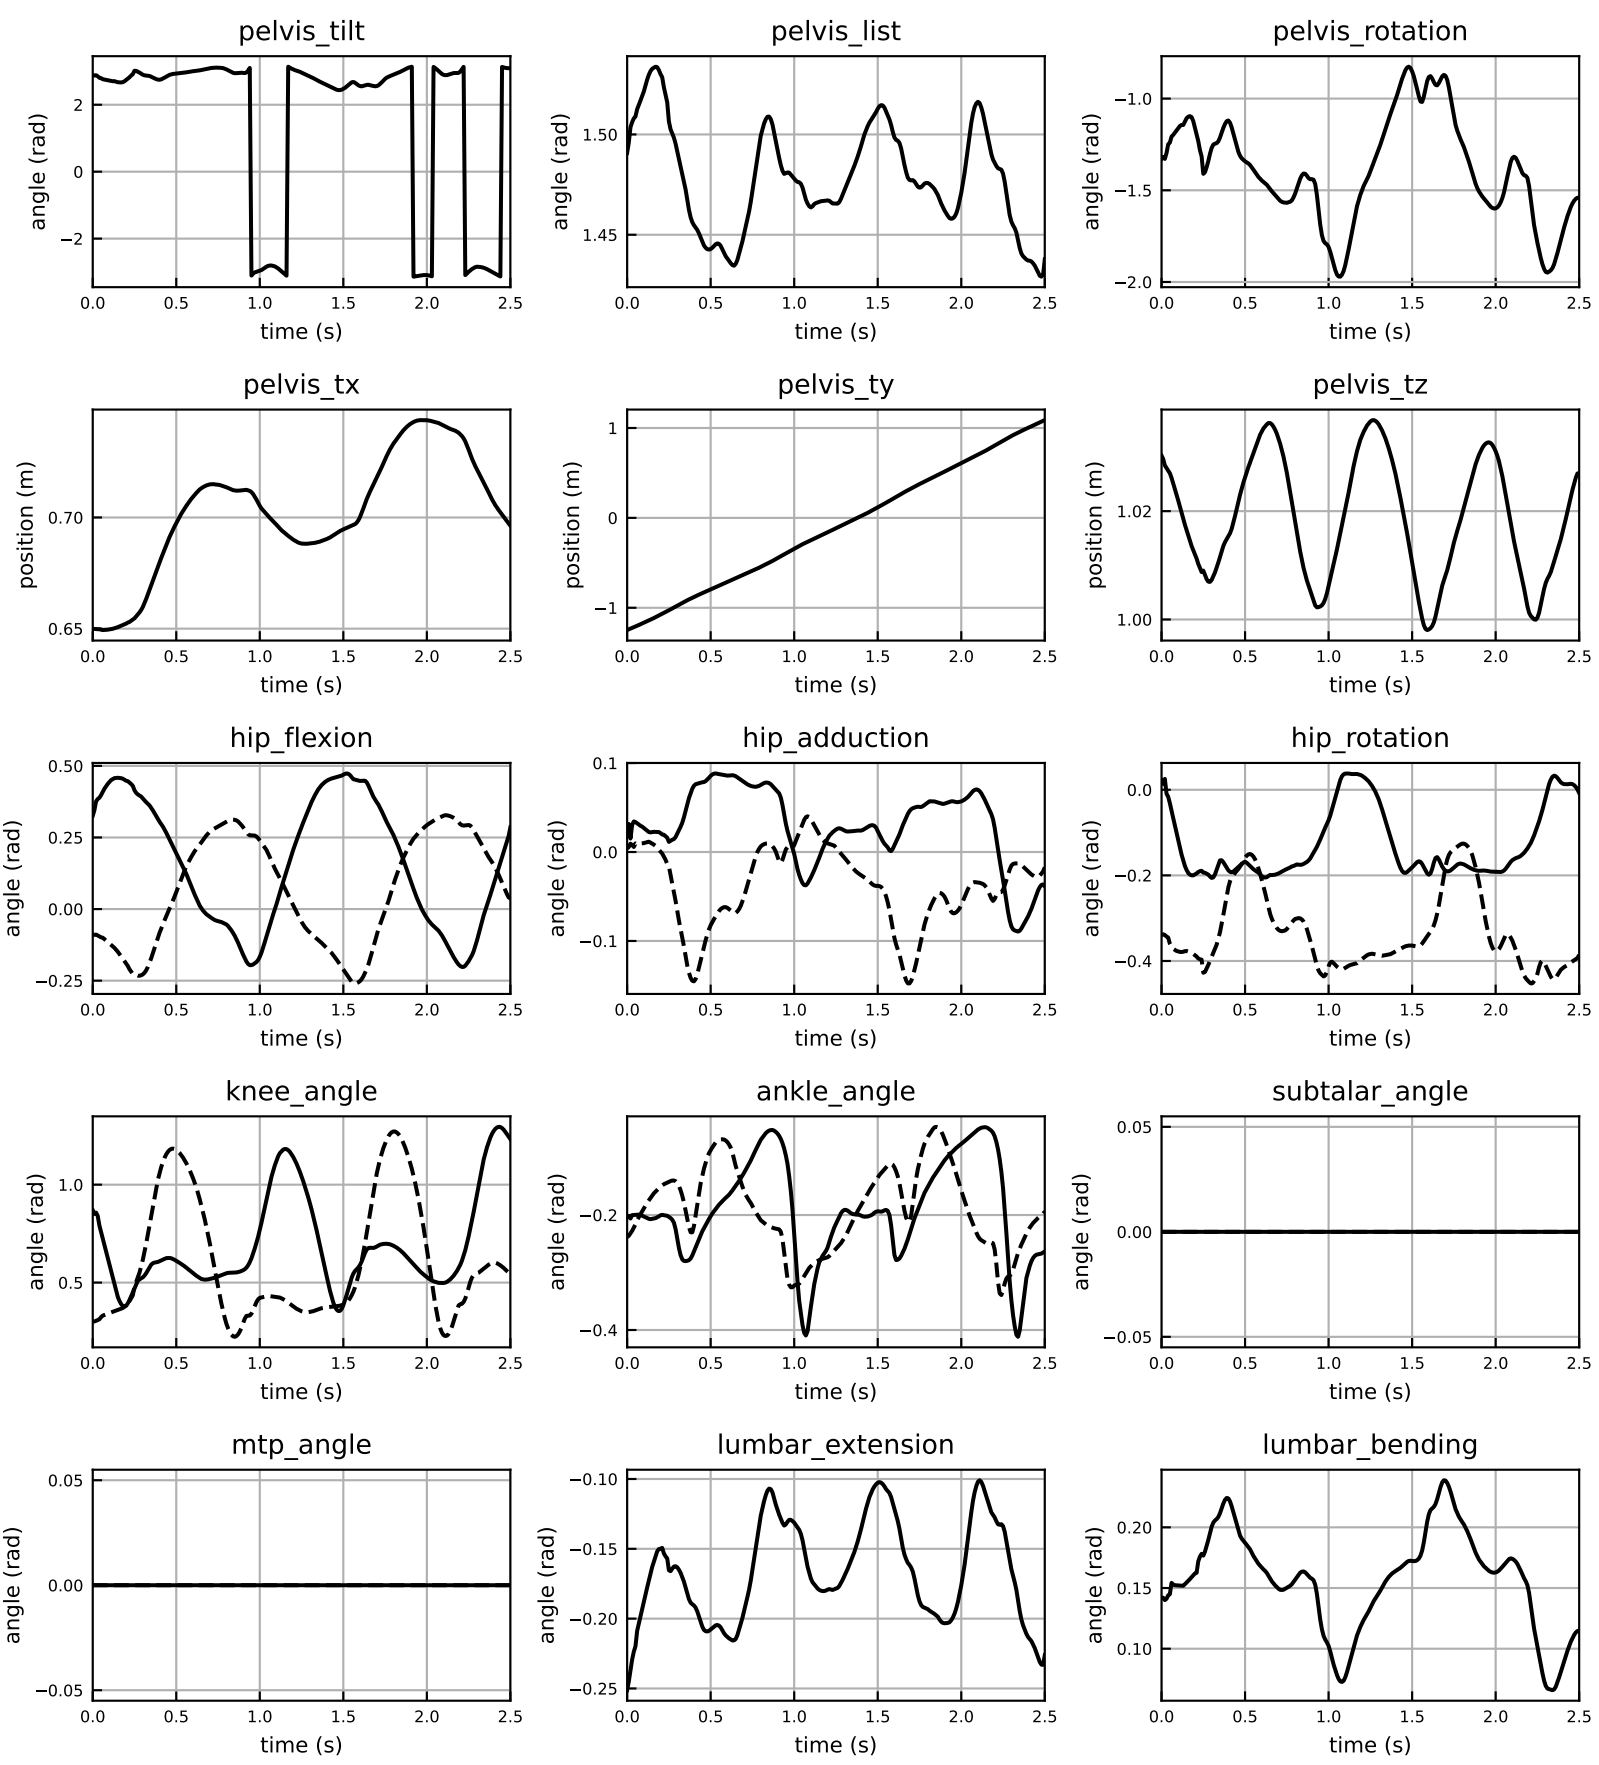 pelvis_tilt
angle (rad)
2
0
−2
0.0 0.5 1.0 1.5 2.0 2.5
time (s)
pelvis_list
angle (rad)
1.50
1.45
0.0 0.5 1.0 1.5 2.0 2.5
time (s)
pelvis_rotation
angle (rad)
−1.0
−1.5
−2.0
0.0 0.5 1.0 1.5 2.0 2.5
time (s)
pelvis_tx
position (m)
0.70
0.65
0.0 0.5 1.0 1.5 2.0 2.5
time (s)
pelvis_ty
position (m)
1
0
−1
0.0 0.5 1.0 1.5 2.0 2.5
time (s)
pelvis_tz
position (m)
1.02
1.00
0.0 0.5 1.0 1.5 2.0 2.5
time (s)
hip_flexion
angle (rad)
0.50
0.25
0.00
−0.25
0.0 0.5 1.0 1.5 2.0 2.5
time (s)
hip_adduction
angle (rad)
0.1
0.0
−0.1
0.0 0.5 1.0 1.5 2.0 2.5
time (s)
hip_rotation
angle (rad)
0.0
−0.2
−0.4
0.0 0.5 1.0 1.5 2.0 2.5
time (s)
knee_angle
angle (rad)
1.0
0.5
0.0 0.5 1.0 1.5 2.0 2.5
time (s)
ankle_angle
angle (rad)
−0.2
−0.4
0.0 0.5 1.0 1.5 2.0 2.5
time (s)
subtalar_angle
angle (rad)
0.05
0.00
−0.05
0.0 0.5 1.0 1.5 2.0 2.5
time (s)
mtp_angle
angle (rad)
0.05
0.00
−0.05
0.0 0.5 1.0 1.5 2.0 2.5
time (s)
lumbar_extension
angle (rad)
−0.10
−0.15
−0.20
−0.25
0.0 0.5 1.0 1.5 2.0 2.5
time (s)
lumbar_bending
angle (rad)
0.20
0.15
0.10
0.0 0.5 1.0 1.5 2.0 2.5
time (s)